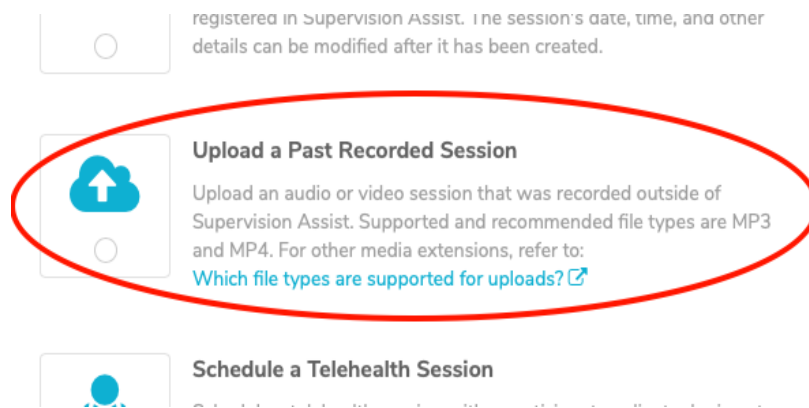 registered in Supervision Assist. The session's date, time, and other
details can be modified after it has been created.
Upload a Past Recorded Session
Upload an audio or video session that was recorded outside of
Supervision Assist. Supported and recommended file types are MP3
and MP4. For other media extensions, refer to:
Which file types are supported for uploads?
Schedule a Telehealth Session